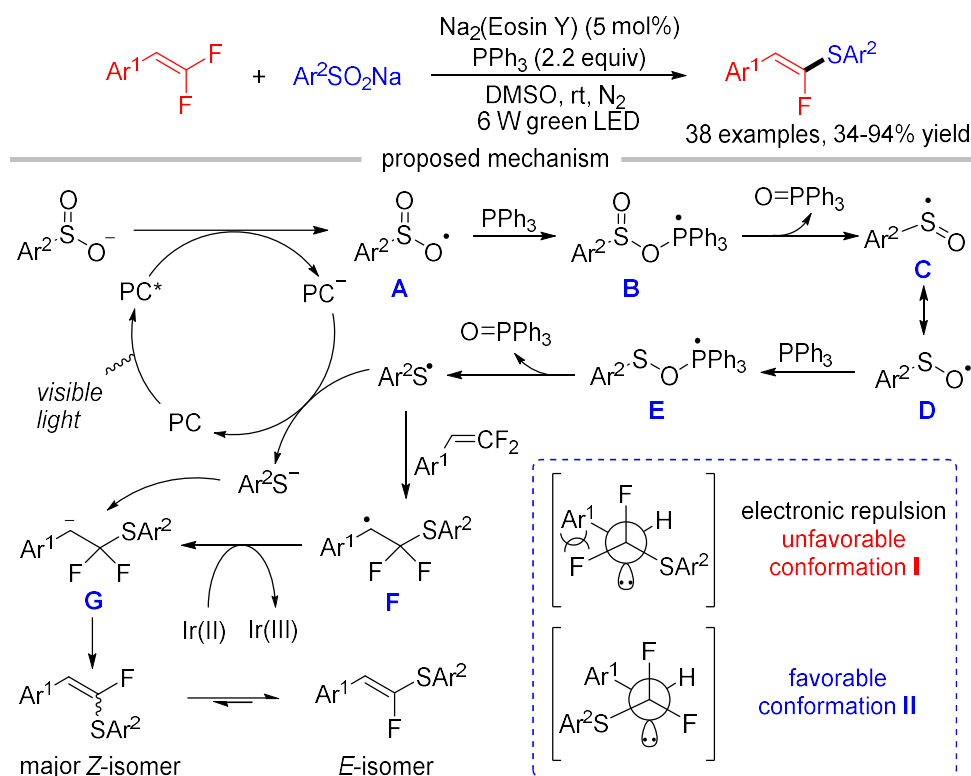 Ar1 F F + Ar2SO2Na
Na2(Eosin Y) (5 mol%)
PPh3 (2.2 equiv)
DMSO, rt, N2
6 W green LED
Ar1 SAr2 F
38 examples, 34-94% yield
proposed mechanism
O Ar2 S O−
O Ar2 S O•
A
PPh3
O Ar2 S O PPh3
B
O=PPh3
Ar2 S O
C
PC*
PC−
visible
light
PC
Ar2S•
O=PPh3
Ar2 S O PPh3
E
PPh3
Ar2 S O•
D
Ar1 CF2
Ar2S−
Ar1 − SAr2 F F
G
Ir(II) Ir(III)
Ar1 • SAr2 F F
F
Ar1 F SAr2
major Z-isomer
Ar1 SAr2 F
E-isomer
F Ar1 H F SAr2
electronic repulsion
unfavorable
conformation I
F Ar1 H Ar2S F
favorable
conformation II